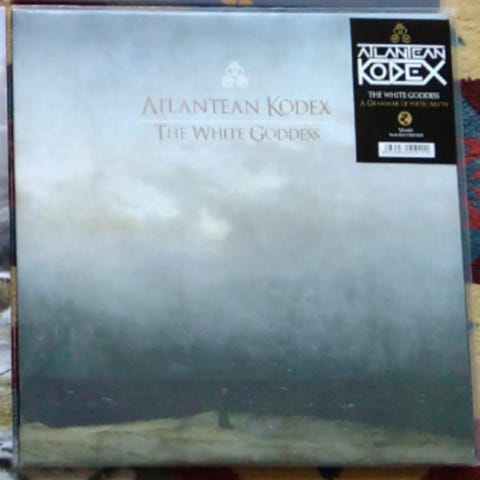 ATLANTEAN KODEX
THE WHITE GODDESS
ATLANTEAN
KODEX
THE WHITE GODDESS
A GRAMMAR OF POETIC MYTH